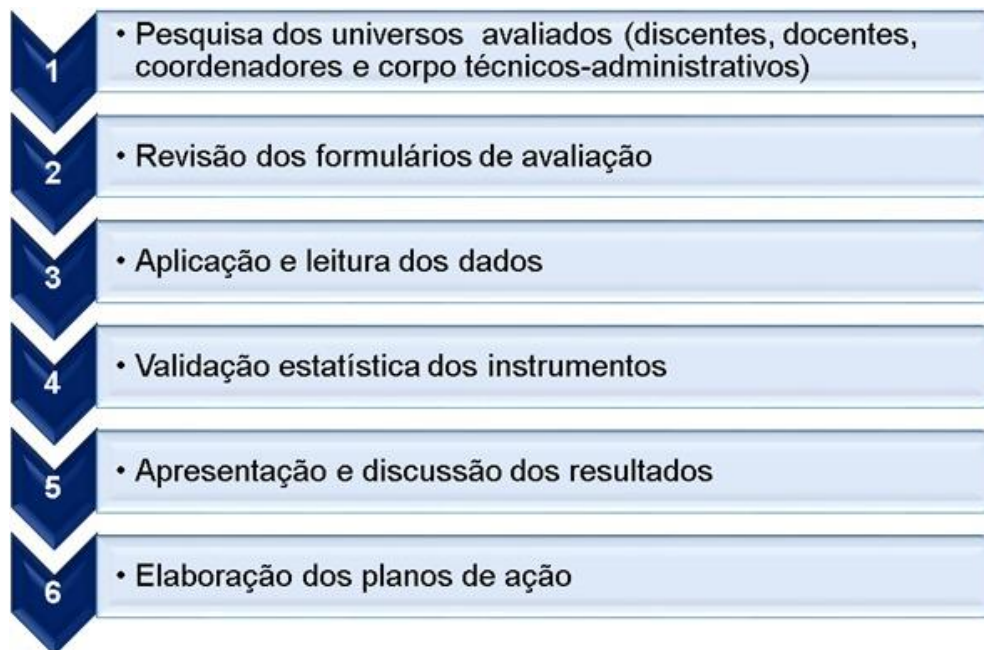 1
• Pesquisa dos universos avaliados (discentes, docentes,
coordenadores e corpo técnicos-administrativos)
2
• Revisão dos formulários de avaliação
3
• Aplicação e leitura dos dados
4
• Validação estatística dos instrumentos
5
• Apresentação e discussão dos resultados
6
• Elaboração dos planos de ação